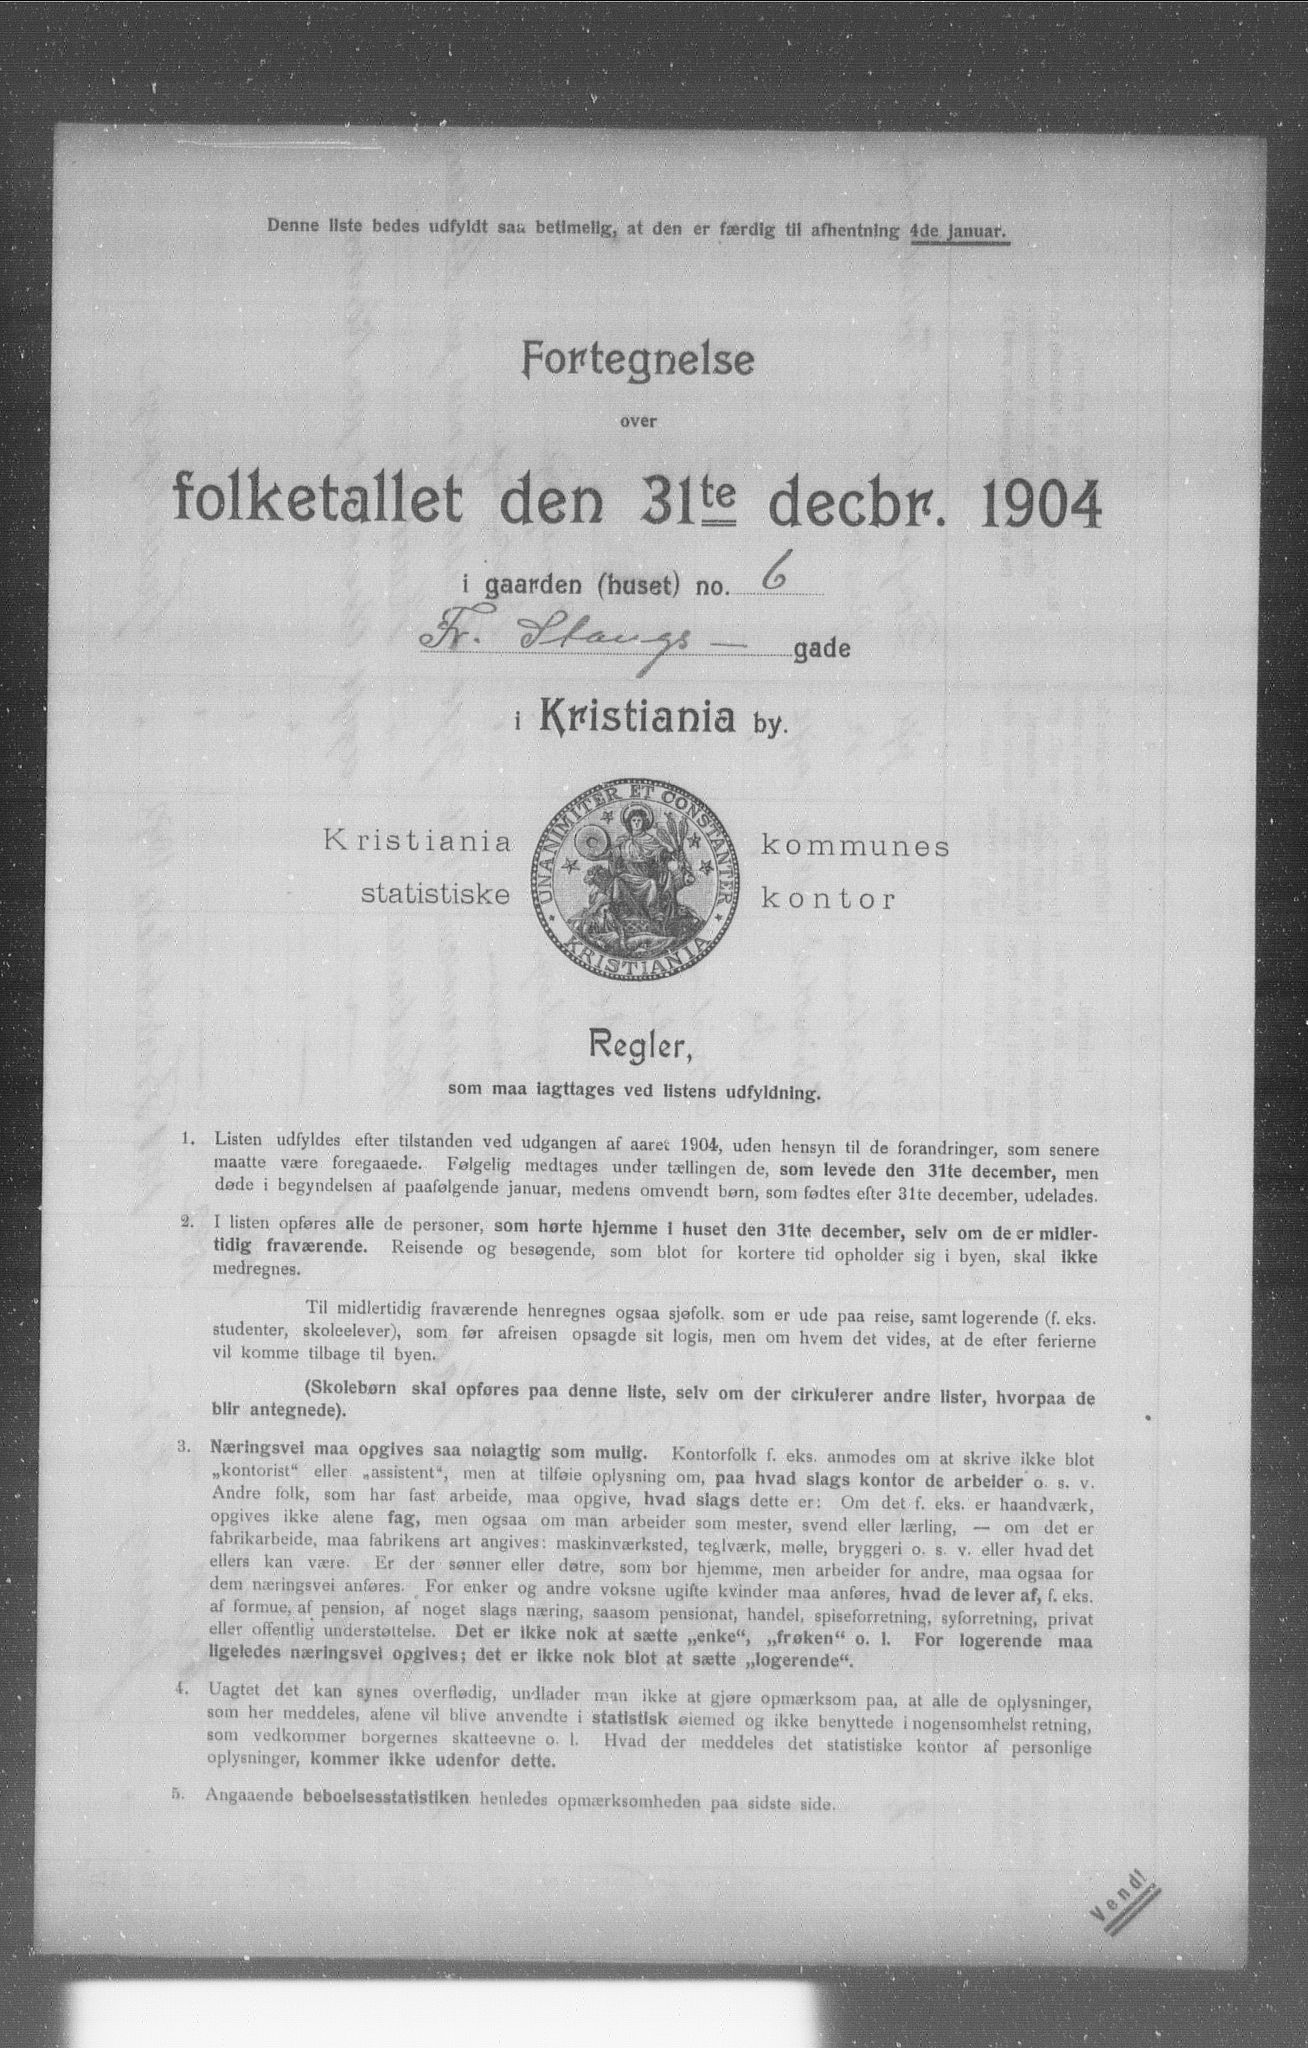 Denne liste bedes udfyldt saa betimelig, at den er færdig til afhentning 4de januar.
Fortegnelse
over
folketallet den 31te decbr. 1904
i gaarden (huset) no. 6
Fr. Stangs — gade
i Kristiania by.
Kristiania kommunes
statistiske kontor
UNANIMITER ET CONSTANTER
KRISTIANIA
Regler,
som maa iagttages ved listens udfyldning.
1. Listen udfyldes efter tilstanden ved udgangen af aaret 1904, uden hensyn til de forandringer, som senere
maatte være foregaaede. Følgelig medtages under tællingen de, som levede den 31te december, men
døde i begyndelsen af paafølgende januar, medens omvendt børn, som fødtes efter 31te december, udelades.
2. I listen opføres alle de personer, som hørte hjemme i huset den 31te december, selv om de er midler-
tidig fraværende. Reisende og besøgende, som blot for kortere tid opholder sig i byen, skal ikke
medregnes.
Til midlertidig fraværende henregnes ogsaa sjøfolk, som er ude paa reise, samt logerende (f. eks.
studenter, skoleelever), som før afreisen opsagde sit logis, men om hvem det vides, at de efter ferierne
vil komme tilbage til byen.
(Skolebørn skal opføres paa denne liste, selv om der cirkulerer andre lister, hvorpaa de
blir antegnede).
3. Næringsvei maa opgives saa nøiagtig som mulig. Kontorfolk f. eks. anmodes om at skrive ikke blot
„kontorist“ eller „assistent“, men at tilføie oplysning om, paa hvad slags kontor de arbeider o. s. v.
Andre folk, som har fast arbeide, maa opgive, hvad slags dette er: Om det f. eks. er haandværk,
opgives ikke alene fag, men ogsaa om man arbeider som mester, svend eller lærling, — om det er
fabrikarbeide, maa fabrikens art angives: maskinværksted, teglværk, mølle, bryggeri o. s. v. eller hvad det
ellers kan være. Er der sønner eller døtre, som bor hjemme, men arbeider for andre, maa ogsaa for
dem næringsvei anføres. For enker og andre voksne ugifte kvinder maa anføres, hvad de lever af, f. eks.
af formue, af pension, af noget slags næring, saasom pensionat, handel, spiseforretning, syforretning, privat
eller offentlig understøttelse. Det er ikke nok at sætte „enke“, „frøken“ o. l. For logerende maa
ligeledes næringsvei opgives; det er ikke nok blot at sætte „logerende“.
4. Uagtet det kan synes overflødig, undlader man ikke at gjøre opmærksom paa, at alle de oplysninger,
som her meddeles, alene vil blive anvendte i statistisk øiemed og ikke benyttede i nogensomhelst retning,
som vedkommer borgernes skatteevne o. l. Hvad der meddeles det statistiske kontor af personlige
oplysninger, kommer ikke udenfor dette.
5. Angaaende beboelsesstatistiken henledes opmærksomheden paa sidste side.
Vend!